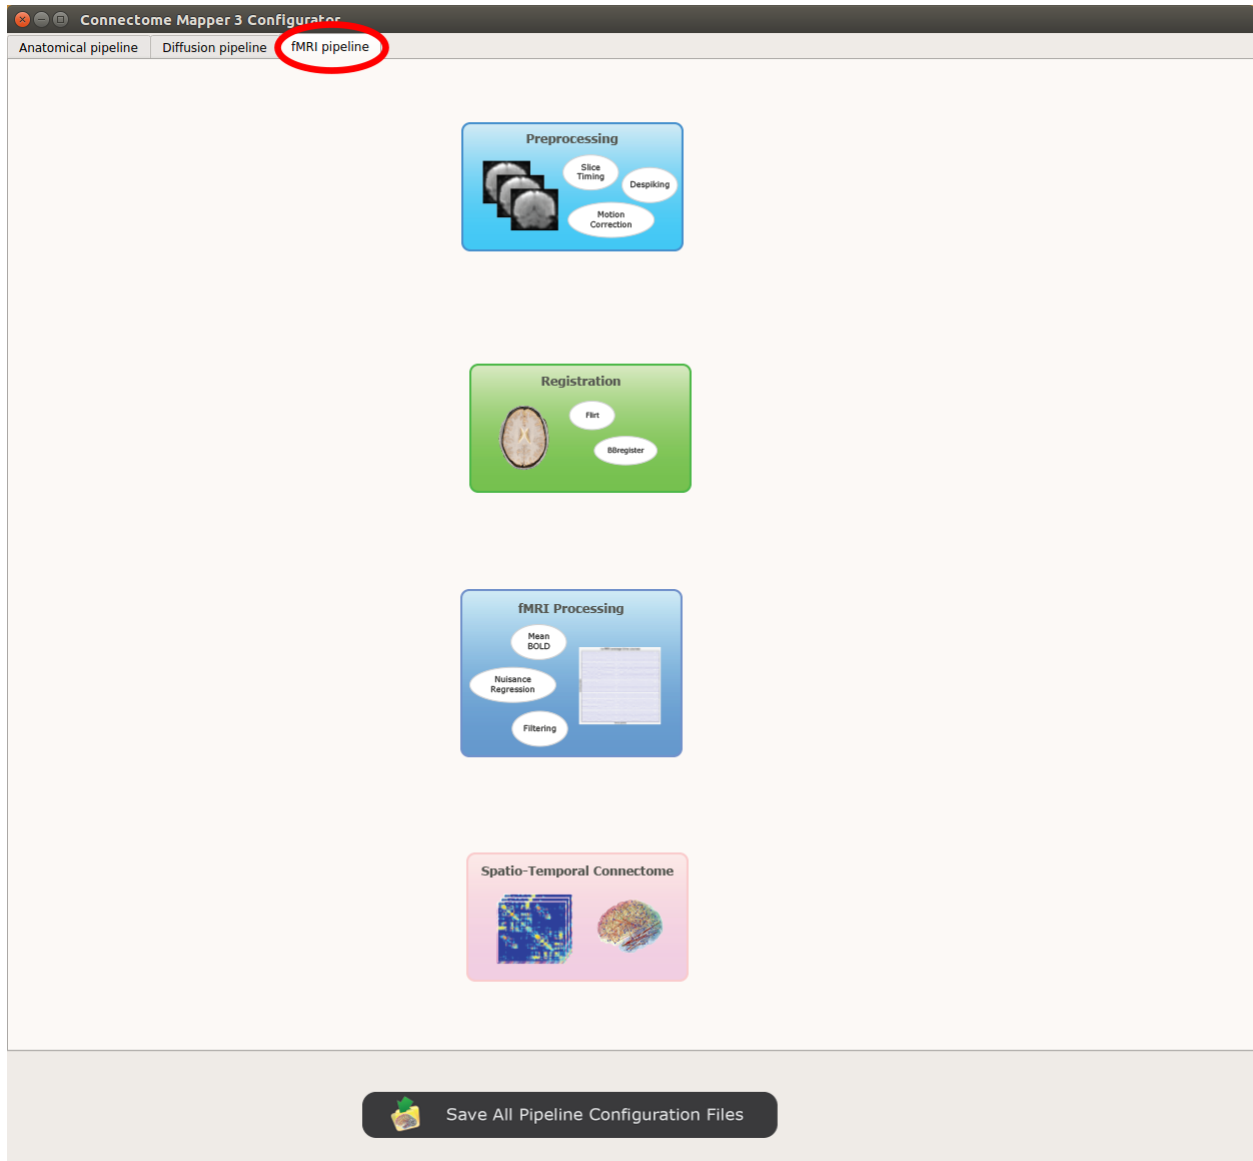 Connectome Mapper 3 Configurator
Anatomical pipeline
Diffusion pipeline
fMRI pipeline
Preprocessing
Slice
Timing
Despiking
Motion
Correction
Registration
Flirt
BBregister
fMRI Processing
Mean
BOLD
Nuisance
Regression
Filtering
Spatio-Temporal Connectome
Save All Pipeline Configuration Files